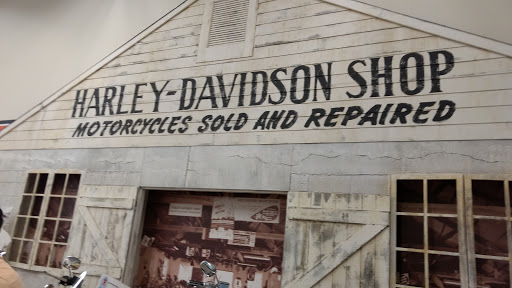 HARLEY-DAVIDSON SHOP
MOTORCYCLES SOLD AND REPAIRED